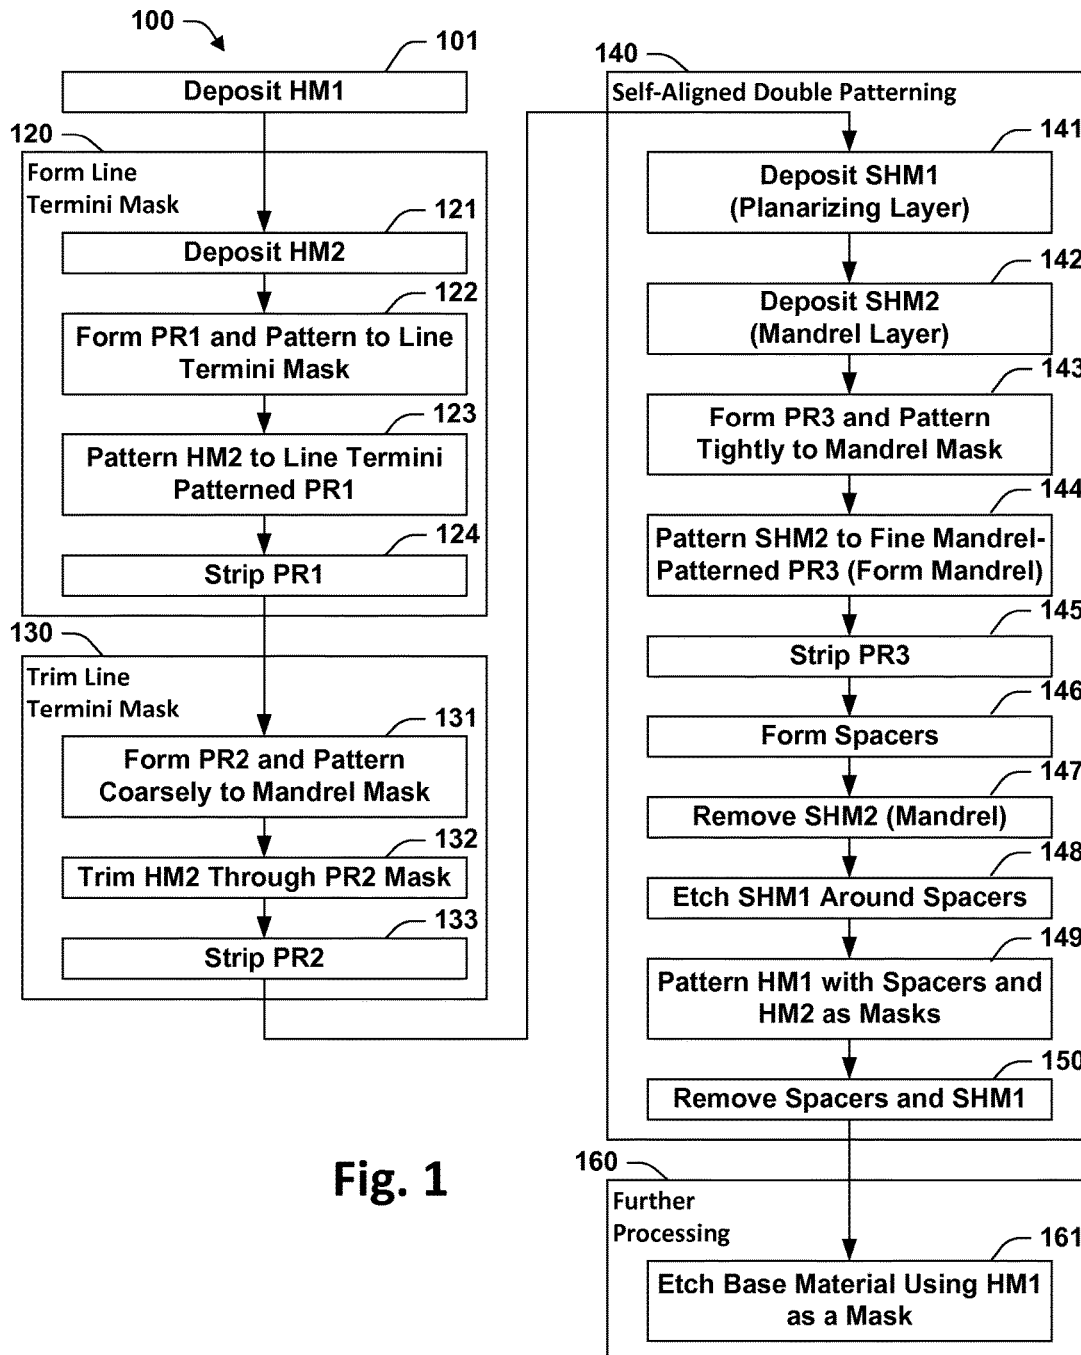 100
101
Deposit HM1
120
Form Line
Termini Mask
121
Deposit HM2
122
Form PR1 and Pattern to Line
Termini Mask
123
Pattern HM2 to Line Termini
Patterned PR1
124
Strip PR1
130
Trim Line
Termini Mask
131
Form PR2 and Pattern
Coarsely to Mandrel Mask
132
Trim HM2 Through PR2 Mask
133
Strip PR2
140
Self-Aligned Double Patterning
141
Deposit SHM1
(Planarizing Layer)
142
Deposit SHM2
(Mandrel Layer)
143
Form PR3 and Pattern
Tightly to Mandrel Mask
144
Pattern SHM2 to Fine Mandrel-
Patterned PR3 (Form Mandrel)
145
Strip PR3
146
Form Spacers
147
Remove SHM2 (Mandrel)
148
Etch SHM1 Around Spacers
149
Pattern HM1 with Spacers and
HM2 as Masks
150
Remove Spacers and SHM1
160
Further
Processing
161
Etch Base Material Using HM1
as a Mask
Fig. 1